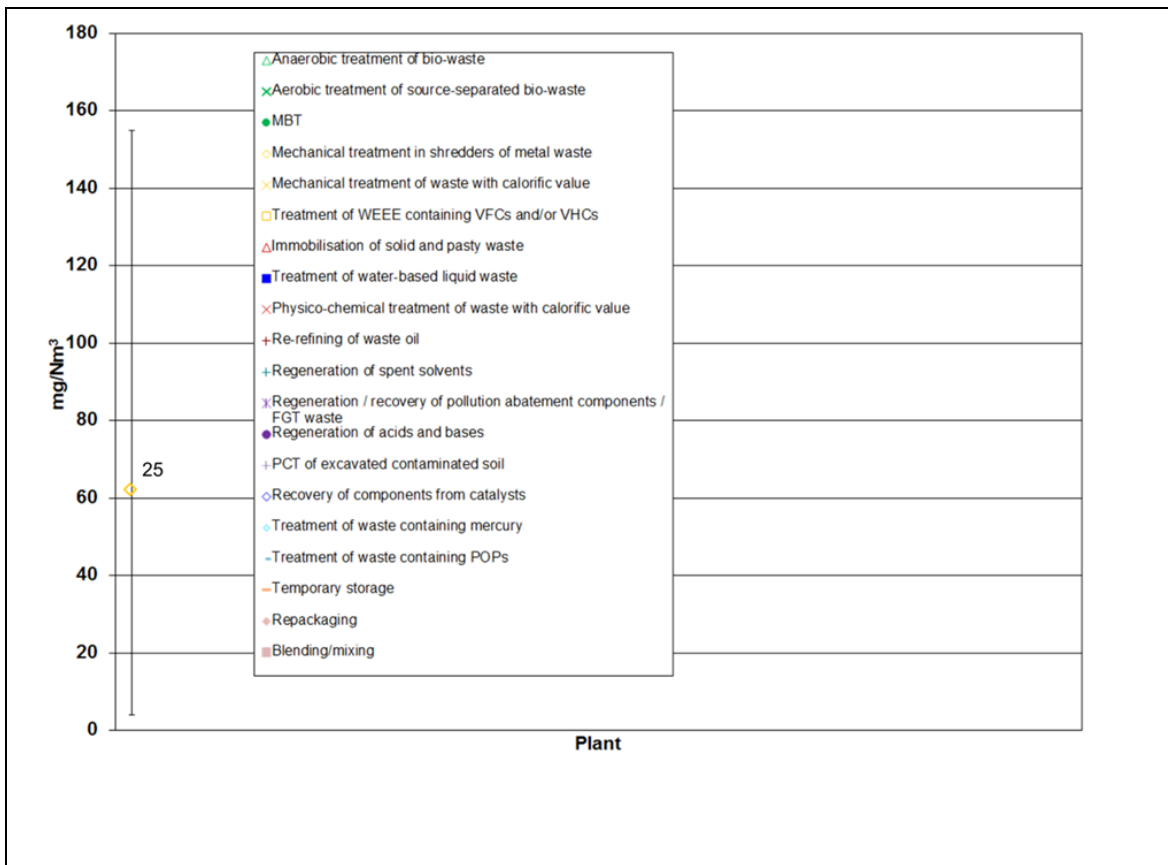 180
160
140
120
100
80
60
40
20
0
mg/Nm³
25
Anaerobic treatment of bio-waste
Aerobic treatment of source-separated bio-waste
MBT
Mechanical treatment in shredders of metal waste
Mechanical treatment of waste with calorific value
Treatment of WEEE containing VFCs and/or VHCs
Immobilisation of solid and pasty waste
Treatment of water-based liquid waste
Physico-chemical treatment of waste with calorific value
Re-refining of waste oil
Regeneration of spent solvents
Regeneration / recovery of pollution abatement components /
FGT waste
Regeneration of acids and bases
PCT of excavated contaminated soil
Recovery of components from catalysts
Treatment of waste containing mercury
Treatment of waste containing POPs
Temporary storage
Repackaging
Blending/mixing
Plant